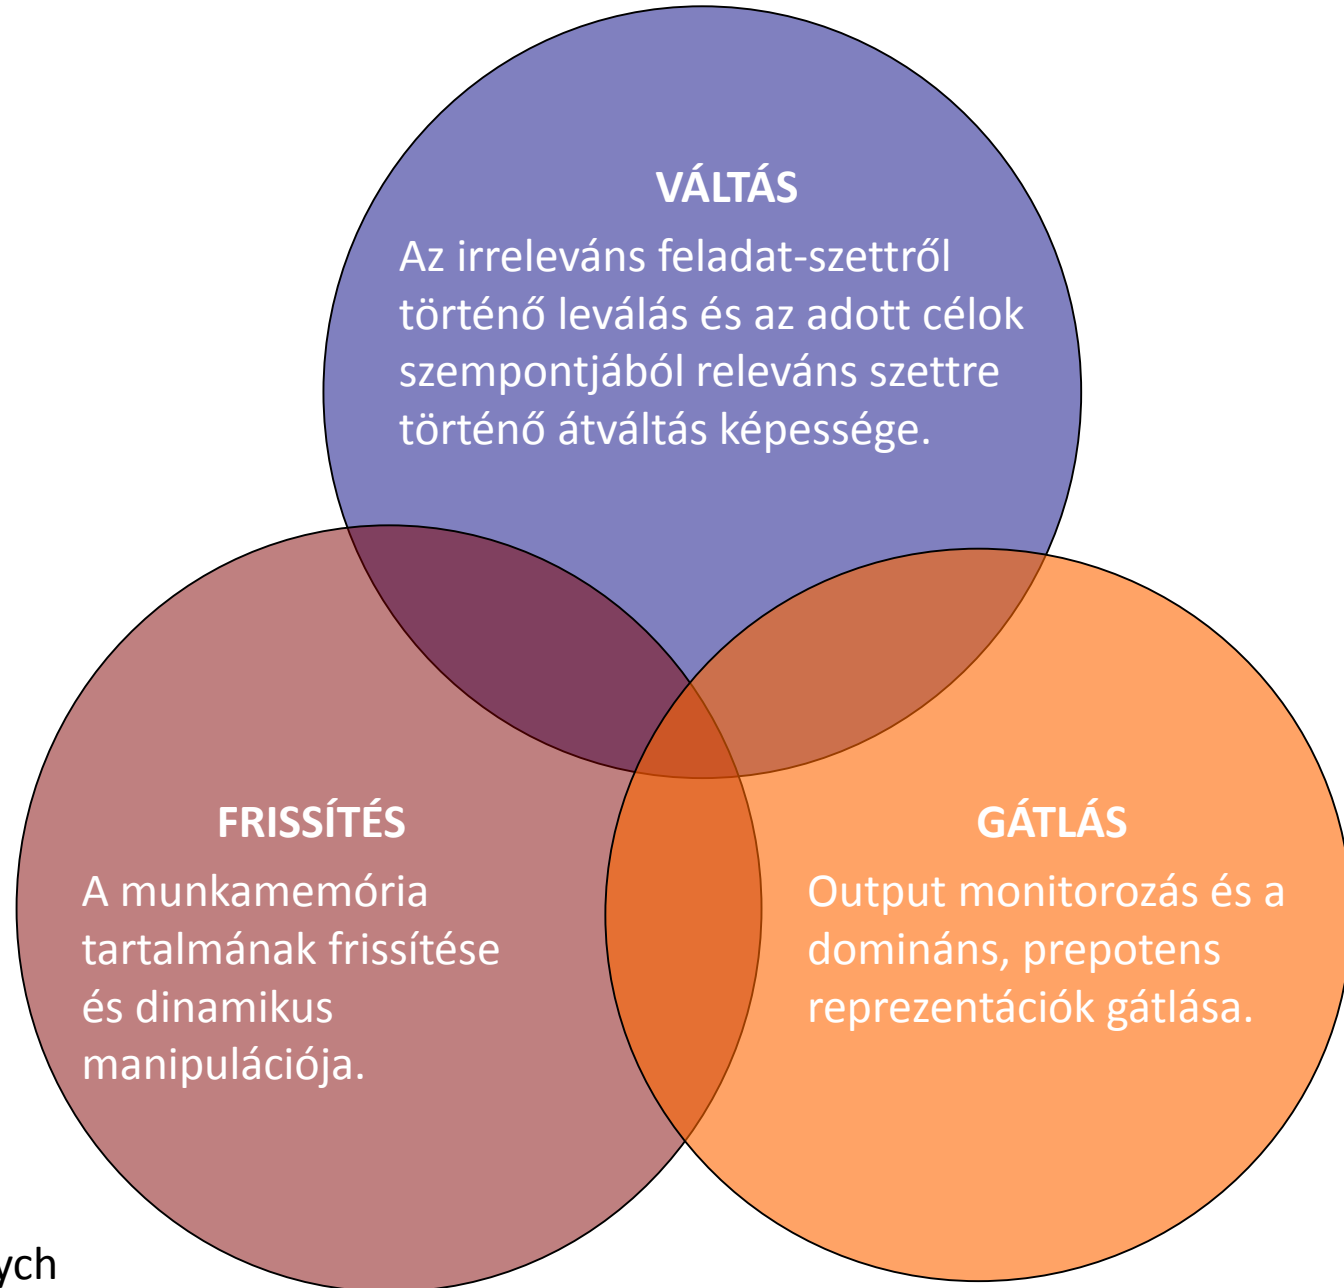 VÁLTÁS
Az irreleváns feladat-szettről
történő leválás és az adott célok
szempontjából releváns szettre
történő átváltás képessége.
FRISSÍTÉS
A munkamemória
tartalmának frissítése
és dinamikus
manipulációja.
GÁTLÁS
Output monitorozás és a
domináns, prepotens
reprezentációk gátlása.
ych